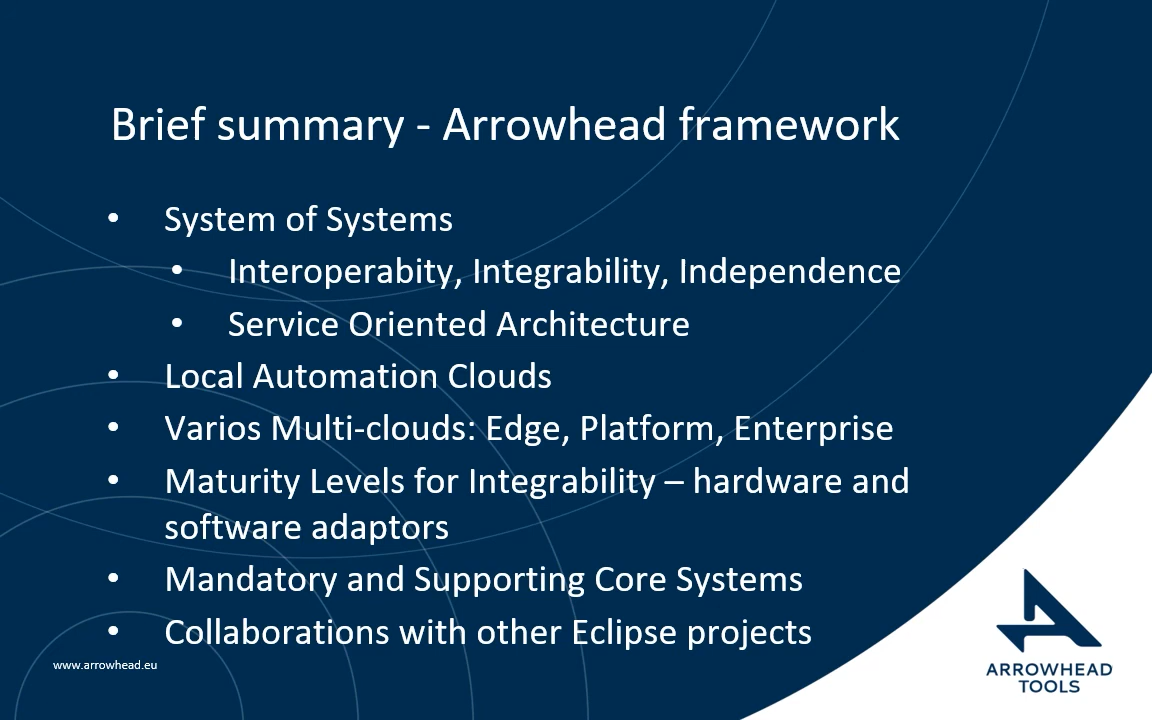 Brief summary - Arrowhead framework
• System of Systems
• Interoperabity, Integrability, Independence
• Service Oriented Architecture
• Local Automation Clouds
• Varios Multi-clouds: Edge, Platform, Enterprise
• Maturity Levels for Integrability – hardware and
software adaptors
• Mandatory and Supporting Core Systems
• Collaborations with other Eclipse projects
www.arrowhead.eu
ARROWHEAD
TOOLS